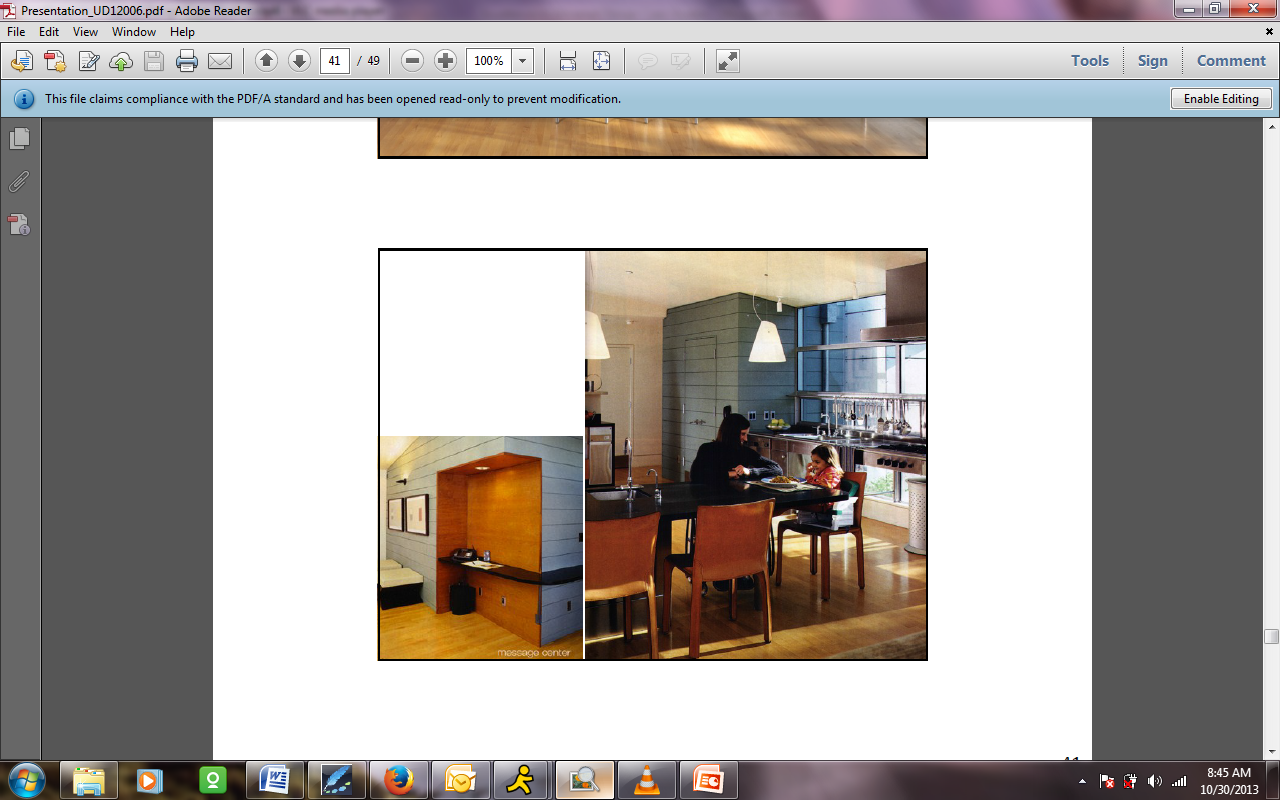 Presentation_UD12006.pdf - Adobe Reader
File Edit View Window Help
41 / 49 100% Tools Sign Comment
This file claims compliance with the PDF/A standard and has been opened read-only to prevent modification. Enable Editing
message center
8:45 AM
10/30/2013